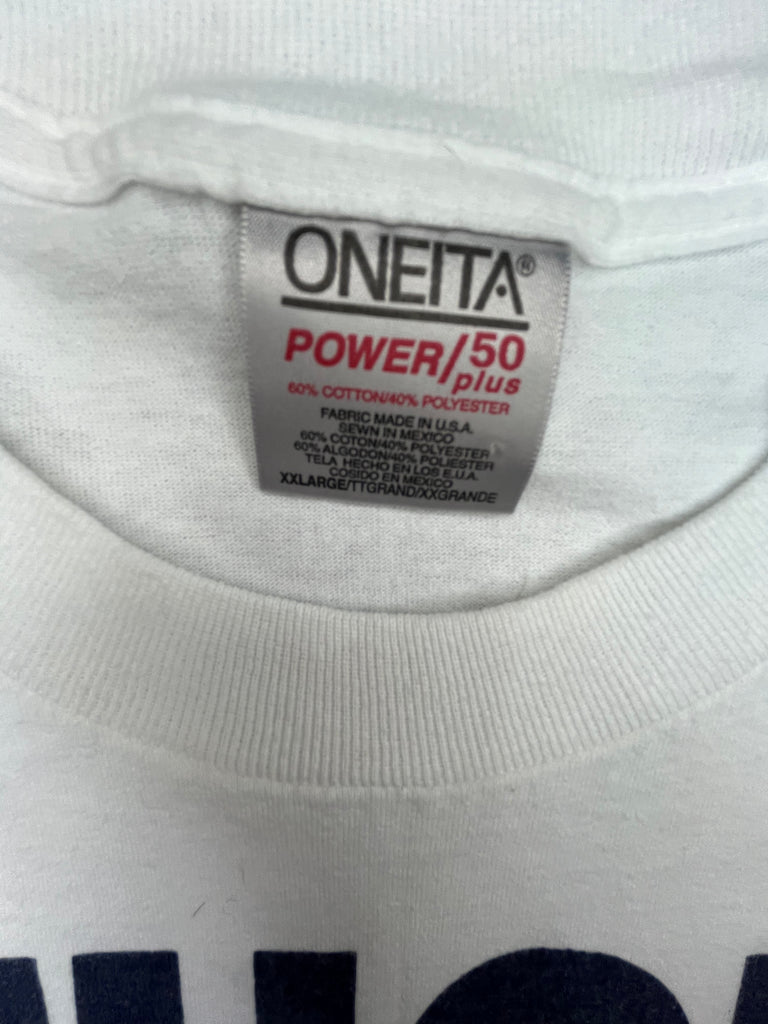 ONEITA®
POWER/50
plus
60% COTTON/40% POLYESTER
FABRIC MADE IN U.S.A.
SEWN IN MEXICO
60% COTON/40% POLYESTER
60% ALGODON/40% POLIESTER
TELA HECHO EN LOS E.U.A.
COSIDO EN MEXICO
XXLARGE/TTGRAND/XXGRANDE